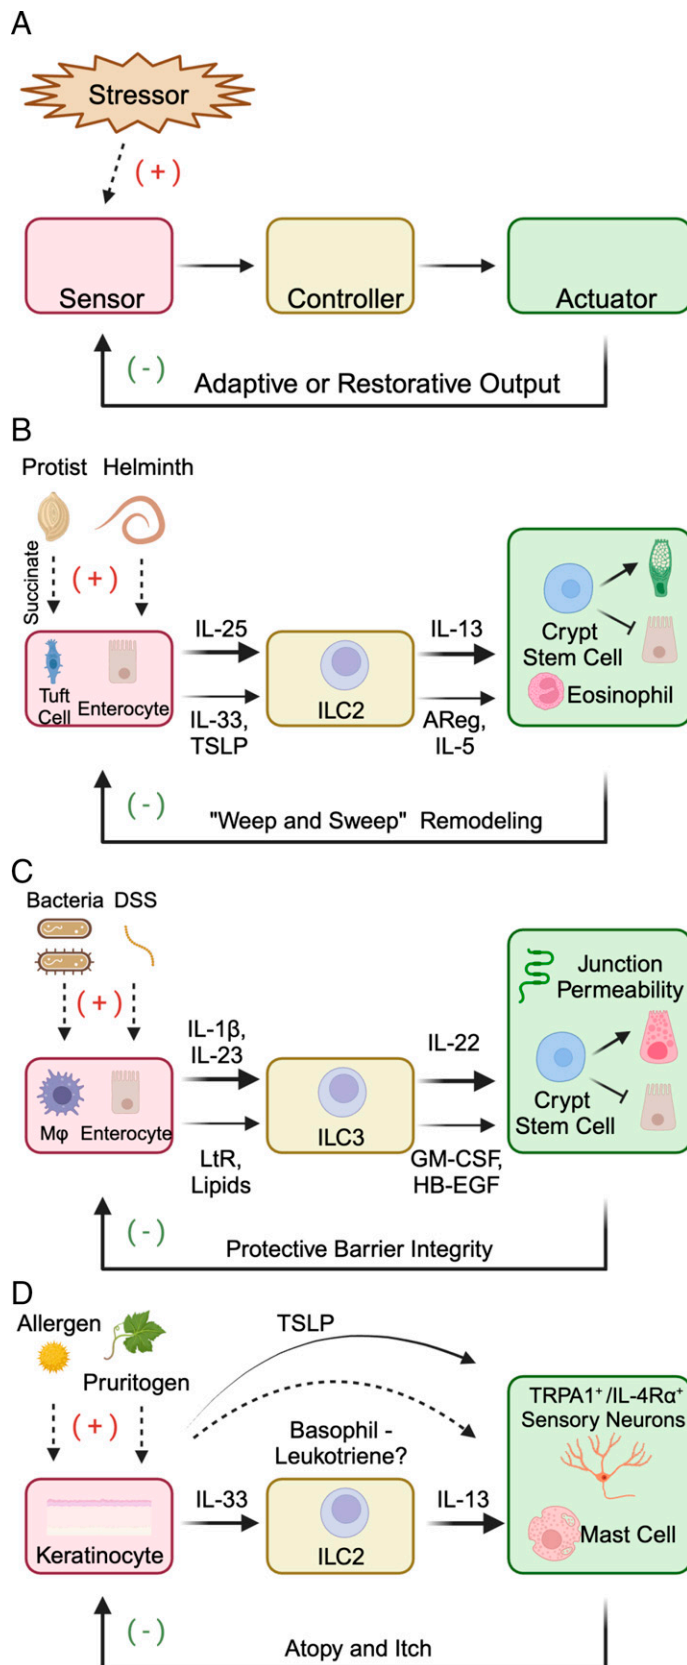 A
Stressor
( + )
Sensor
Controller
Actuator
( - )
Adaptive or Restorative Output
B
Protist
Helminth
Succinate
( + )
IL-25
IL-13
Tuft
Cell
Enterocyte
ILC2
Crypt
Stem Cell
Eosinophil
IL-33,
TSLP
AReg,
IL-5
( - )
"Weep and Sweep" Remodeling
C
Bacteria
DSS
( + )
IL-1β,
IL-23
IL-22
Junction
Permeability
Mφ
Enterocyte
ILC3
Crypt
Stem Cell
LtR,
Lipids
GM-CSF,
HB-EGF
( - )
Protective Barrier Integrity
D
Allergen
Pruritogen
( + )
TSLP
Basophil -
Leukotriene?
TRPA1⁺/IL-4Rα⁺
Sensory Neurons
IL-33
IL-13
Keratinocyte
ILC2
Mast Cell
( - )
Atopy and Itch